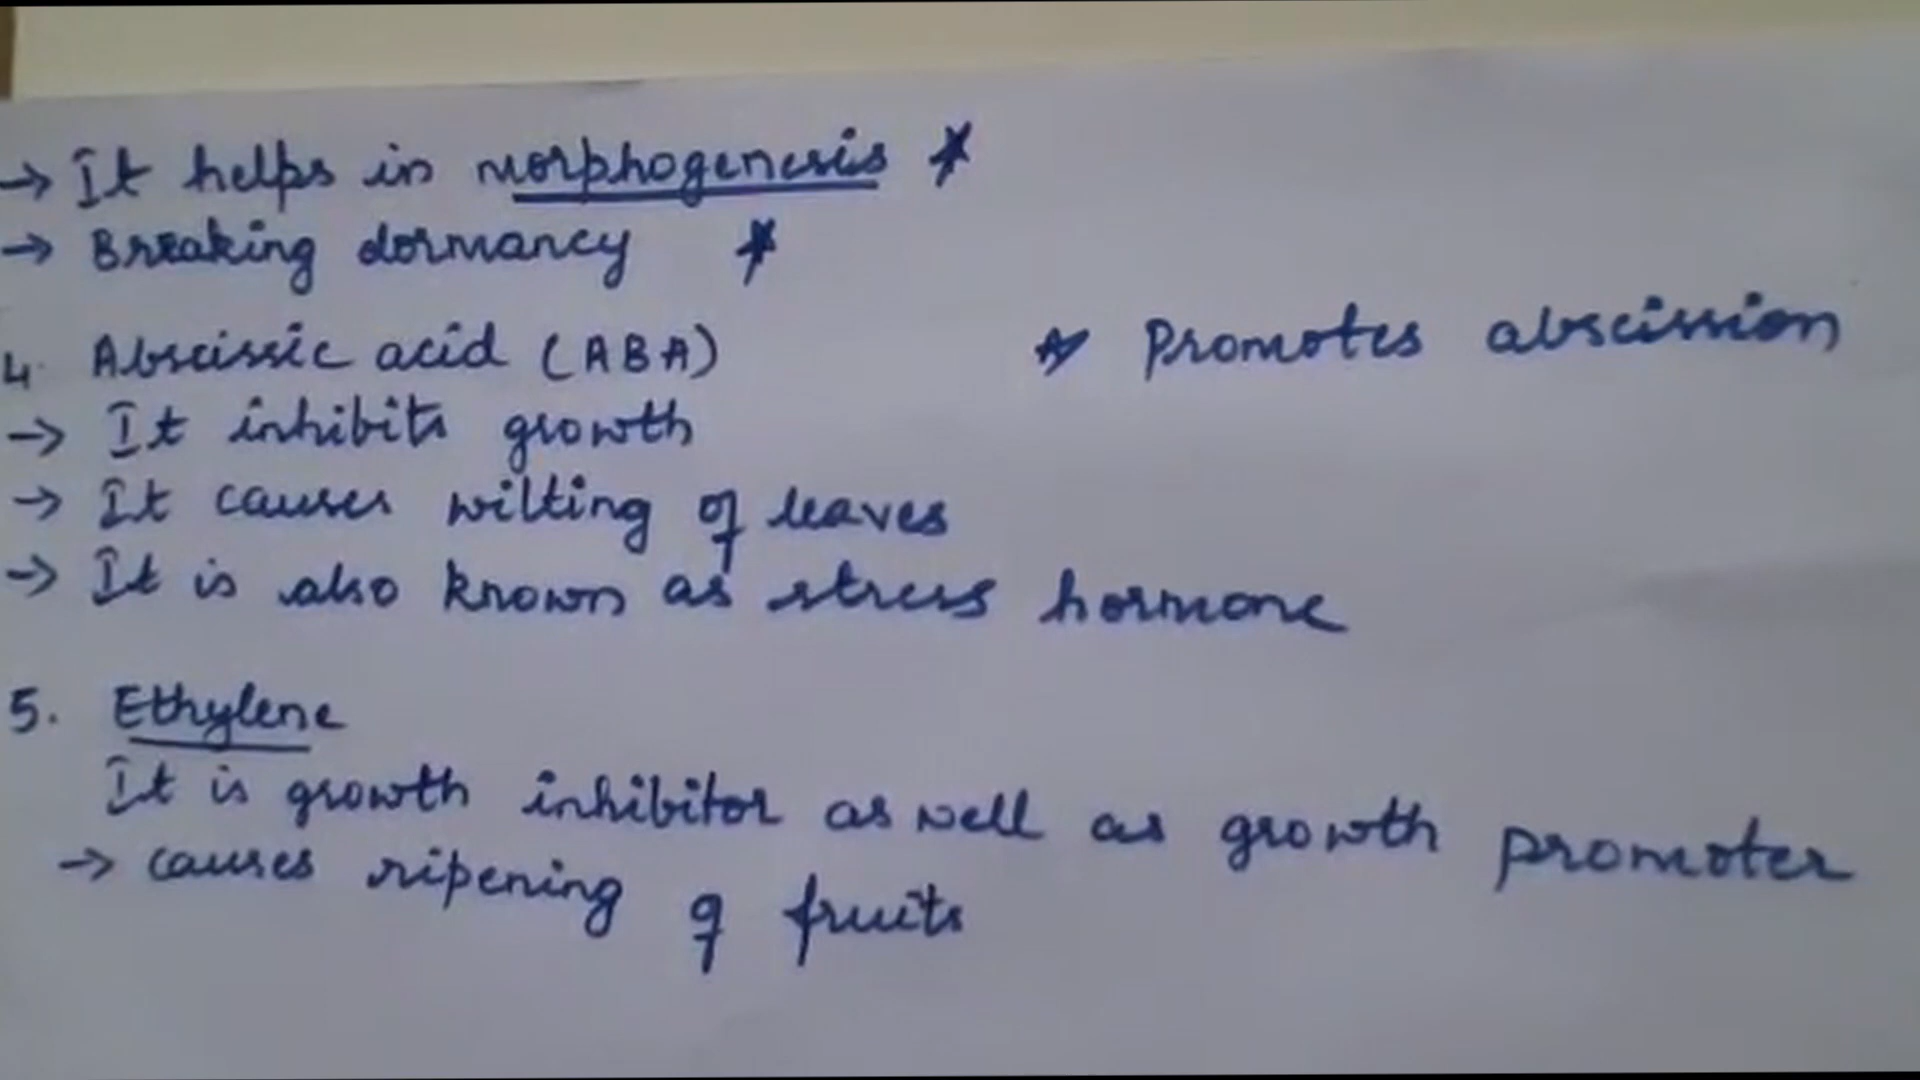 → It helps in morphogenesis *
→ Breaking dormancy *
4. Abscissic acid (ABA) * Promotes abscission
→ It inhibits growth
→ It causes wilting of leaves
→ It is also known as stress hormone
5. Ethylene
It is growth inhibitor as well as growth promoter
→ causes ripening of fruits